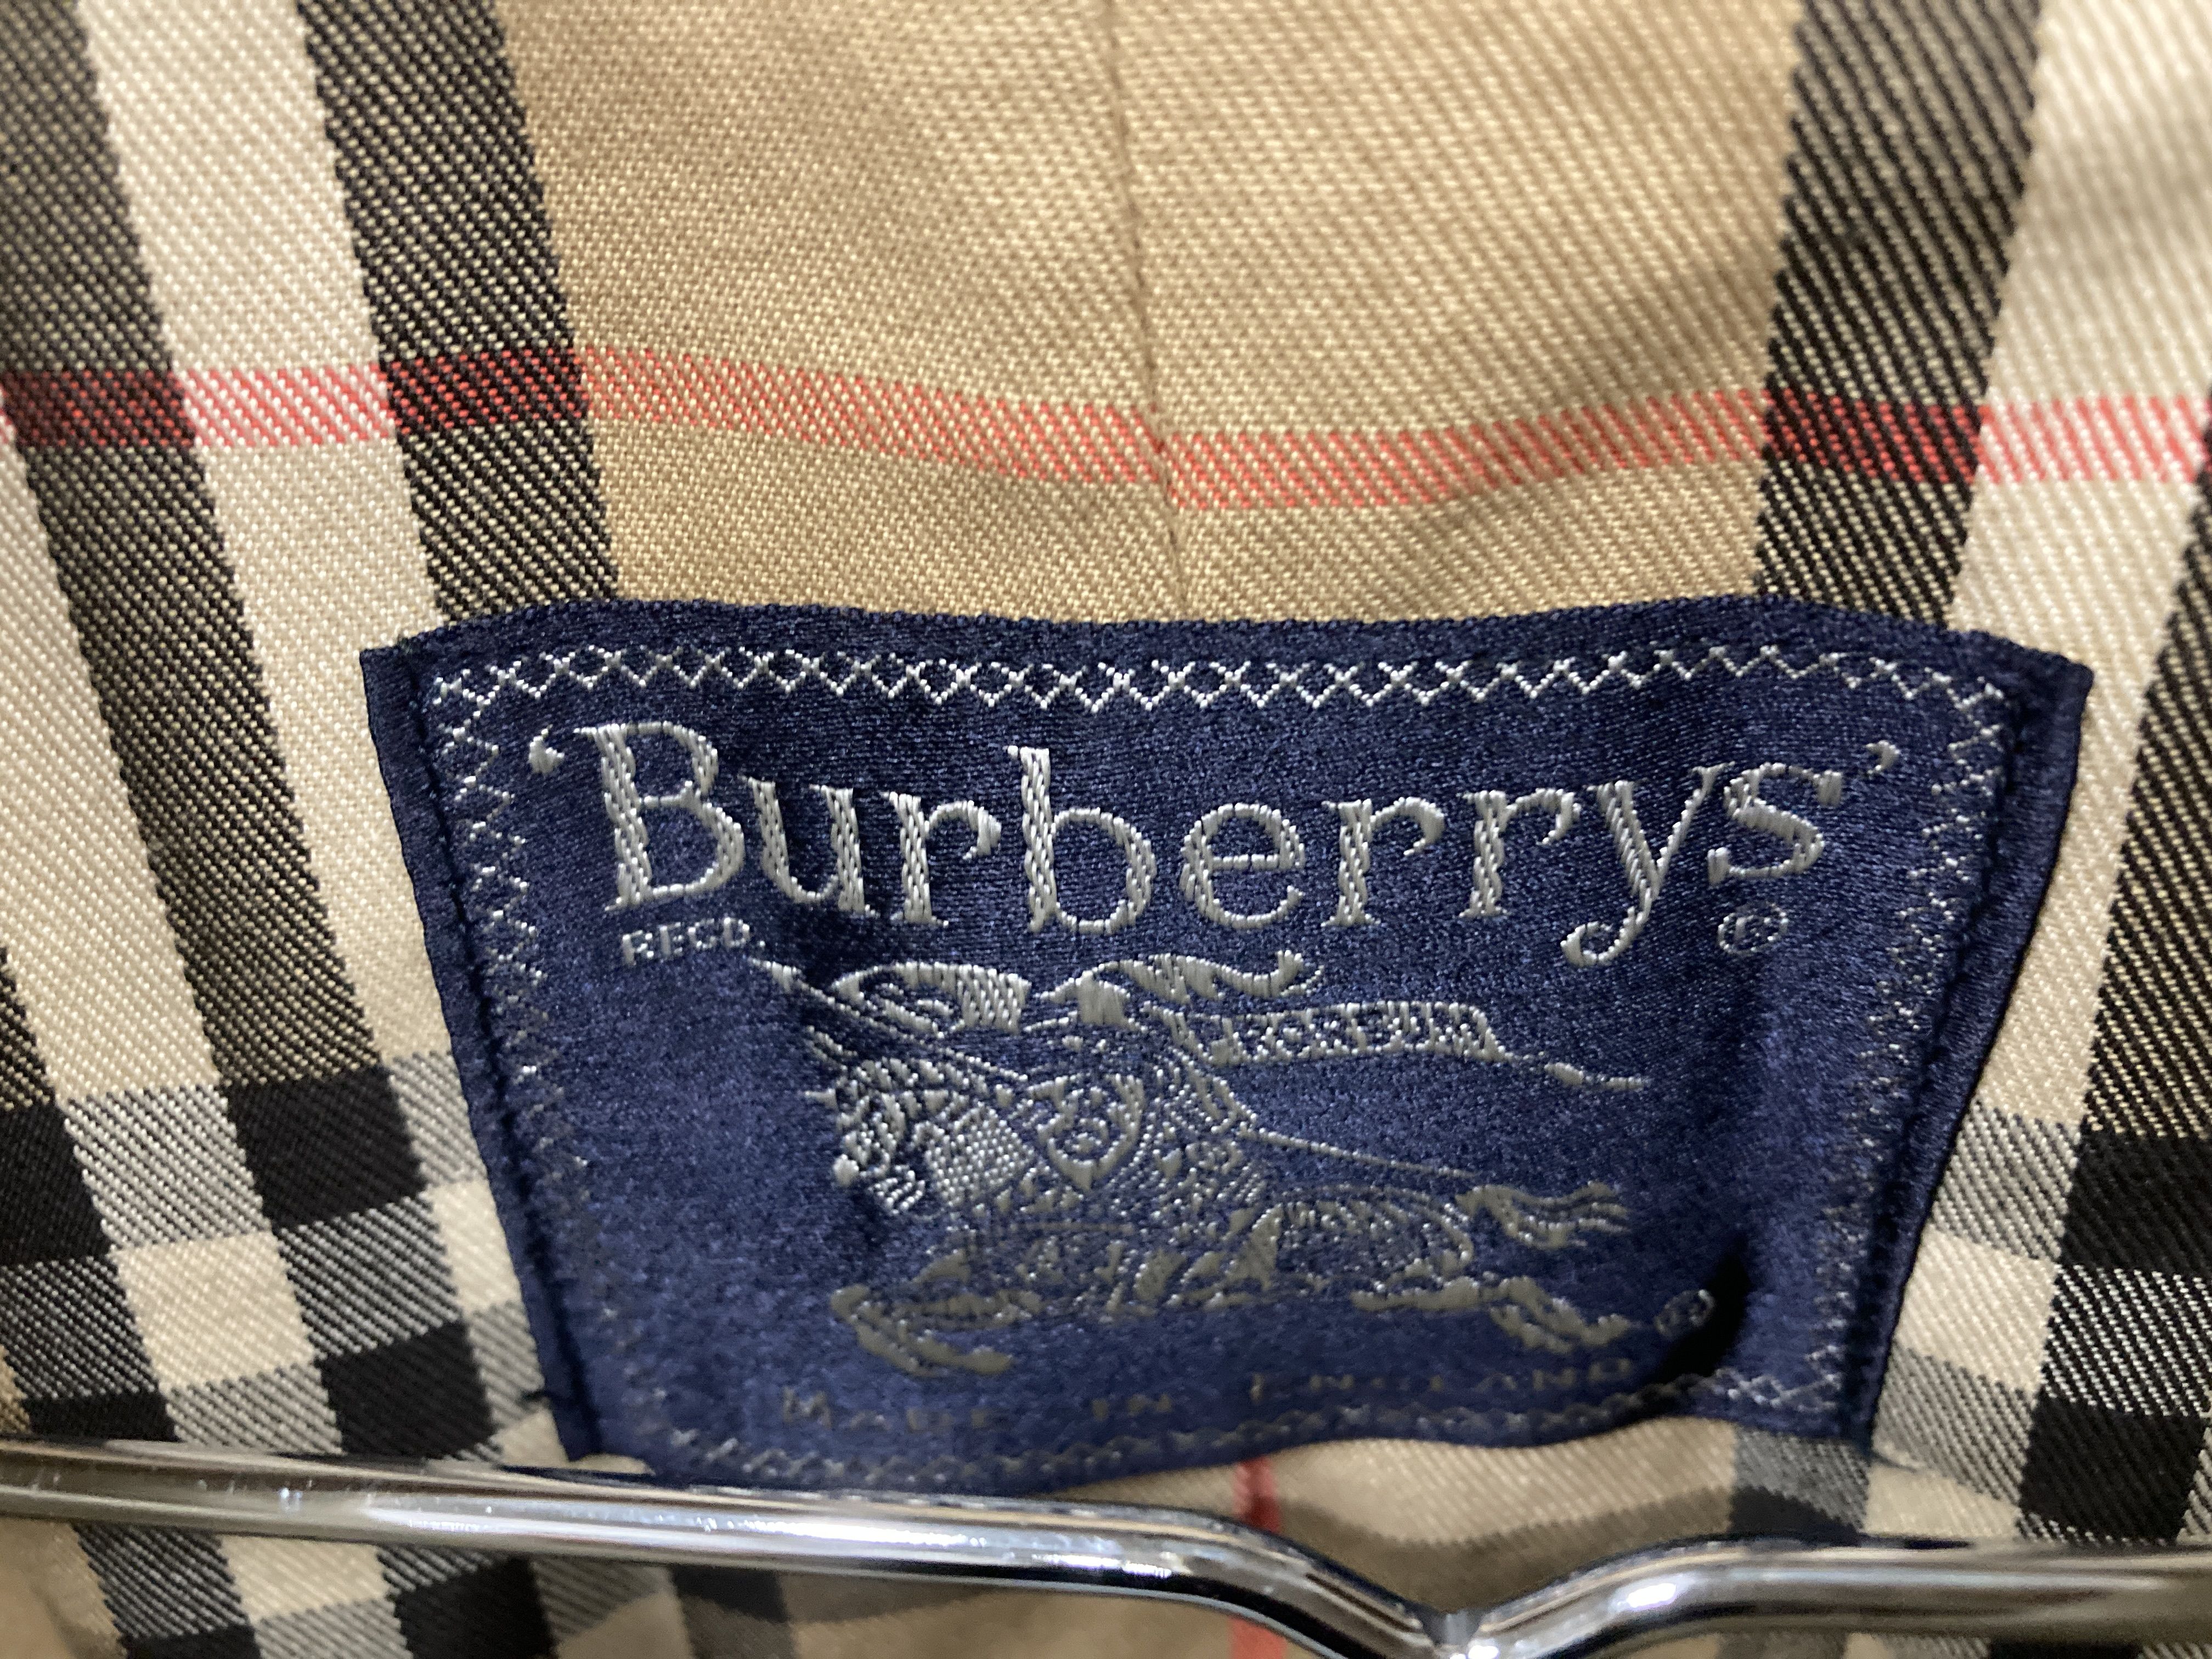 ‘Burberrys’
REGD. ®
®
MADE IN ENGLAND